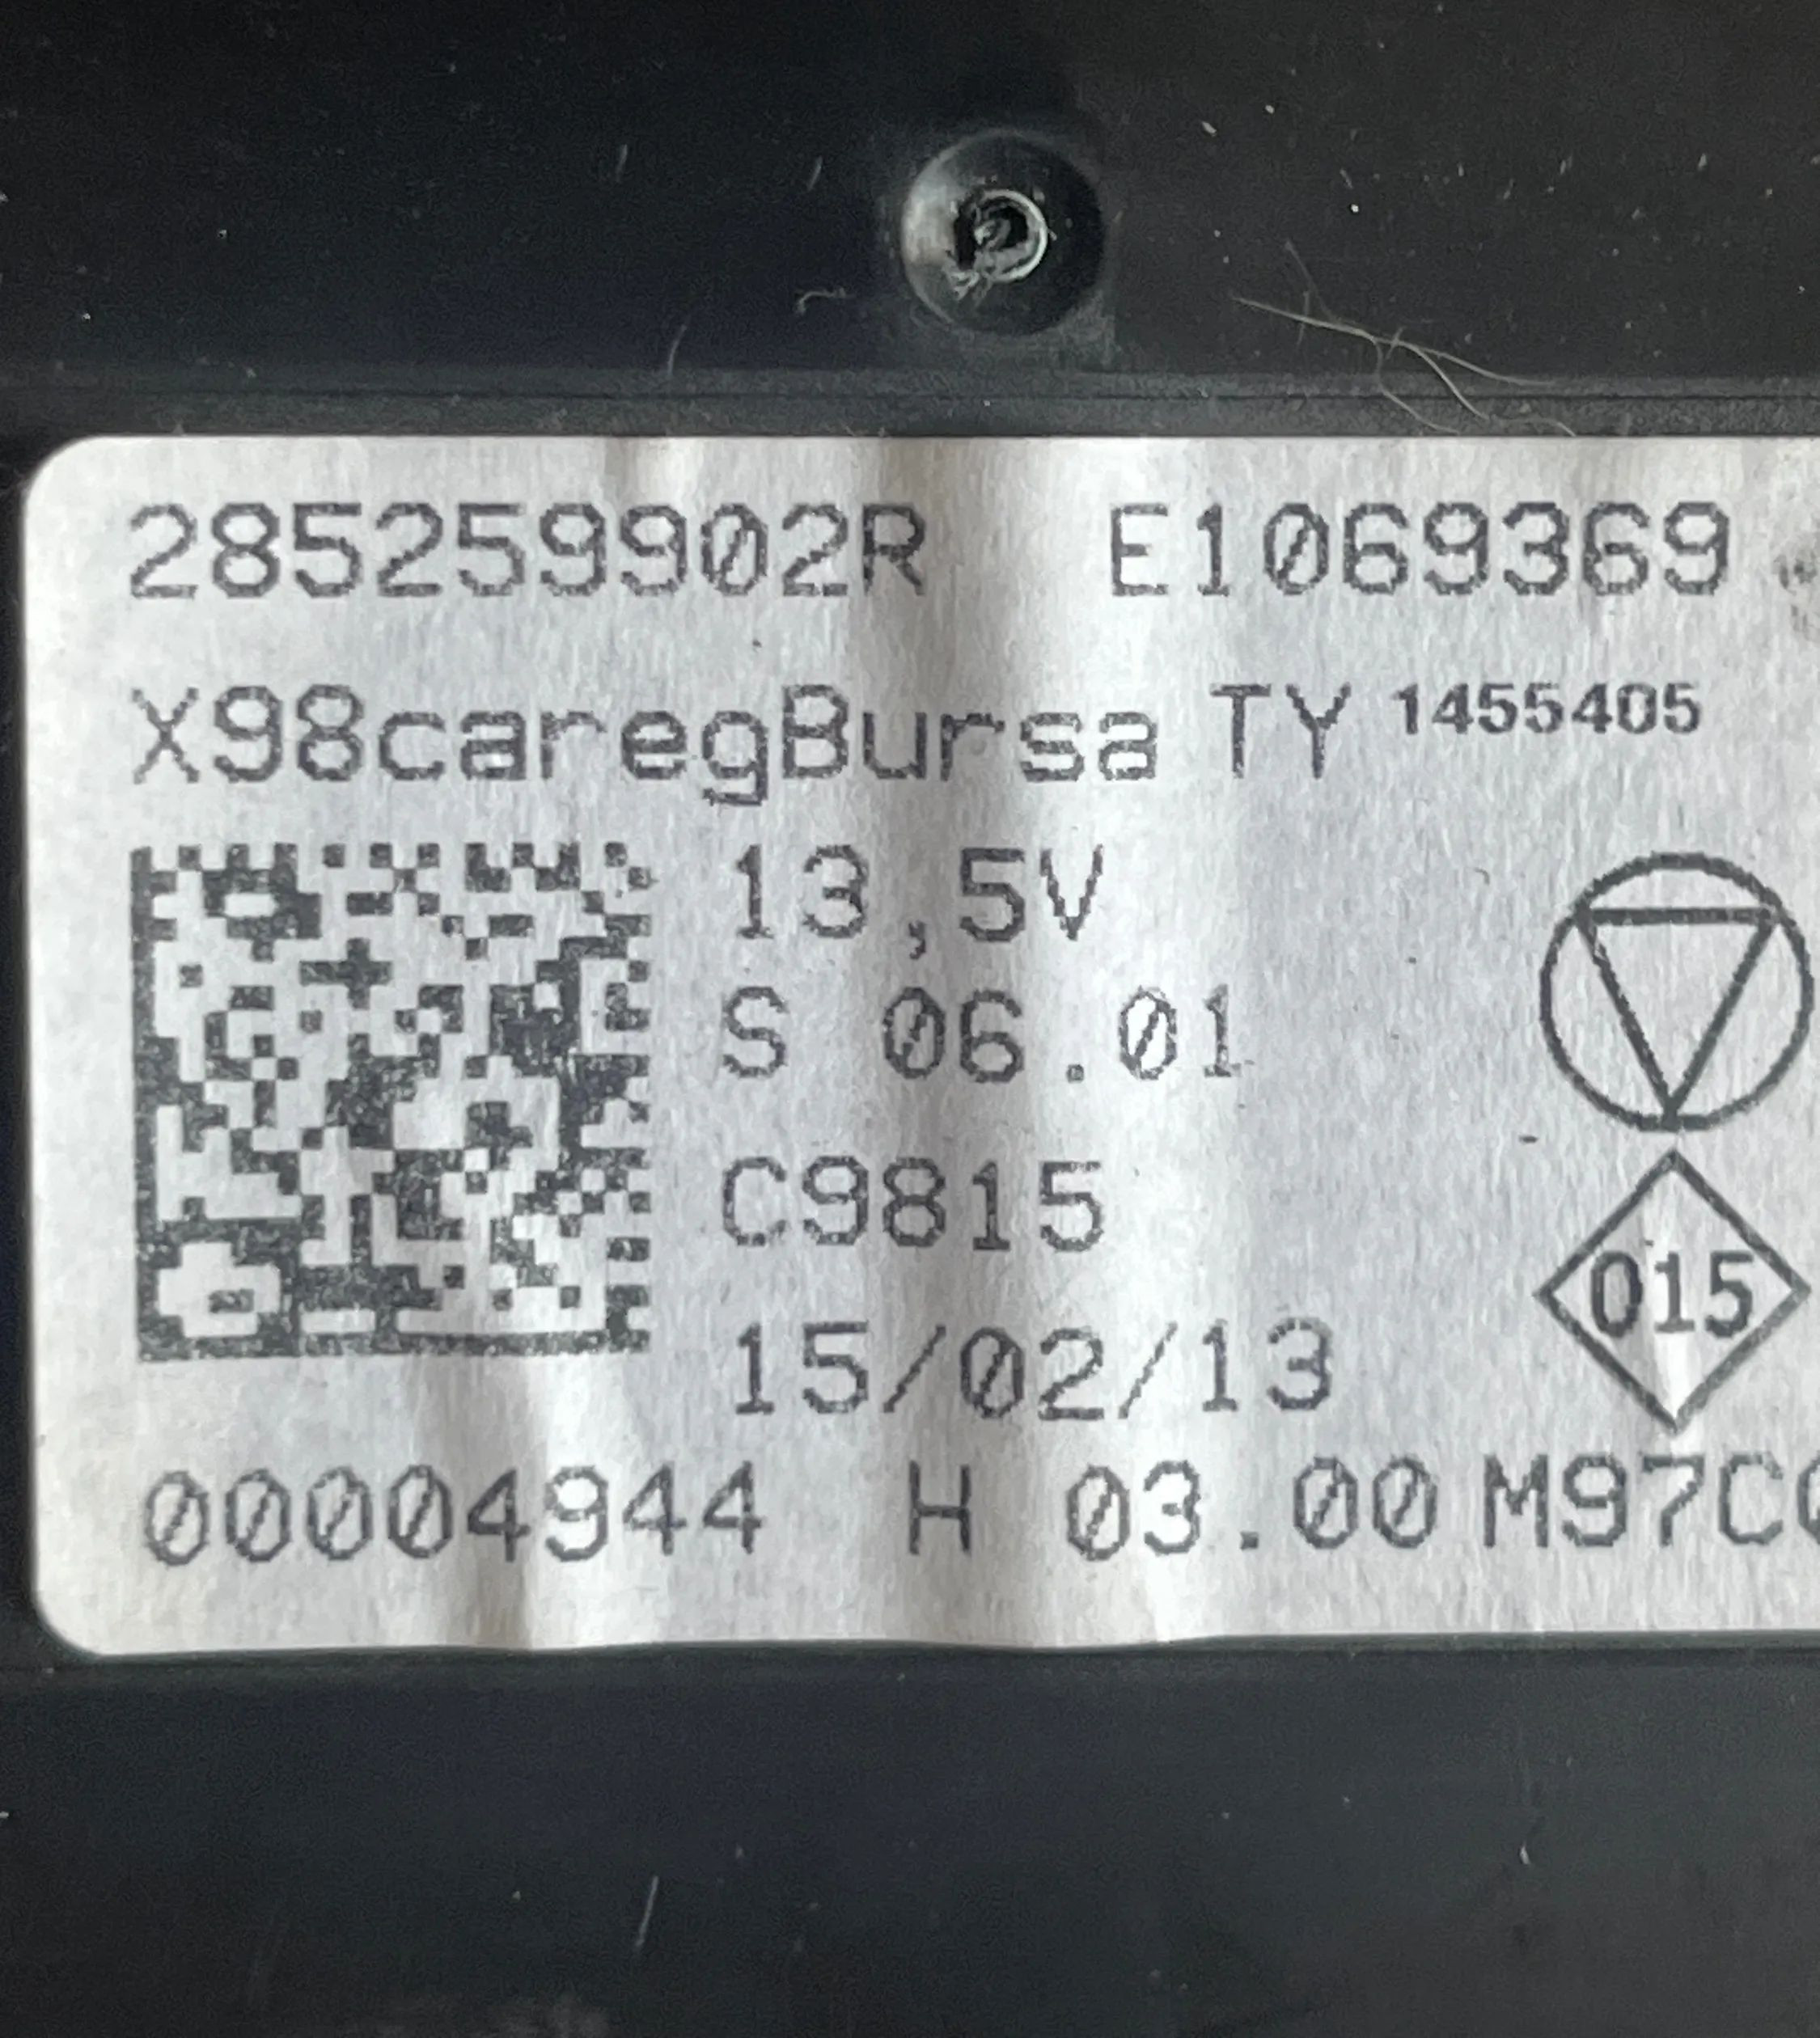 285259902R E1069369
X98caregBursa TY 1455405
13,5V
S 06.01
C9815
015
15/02/13
00004944 H 03.00